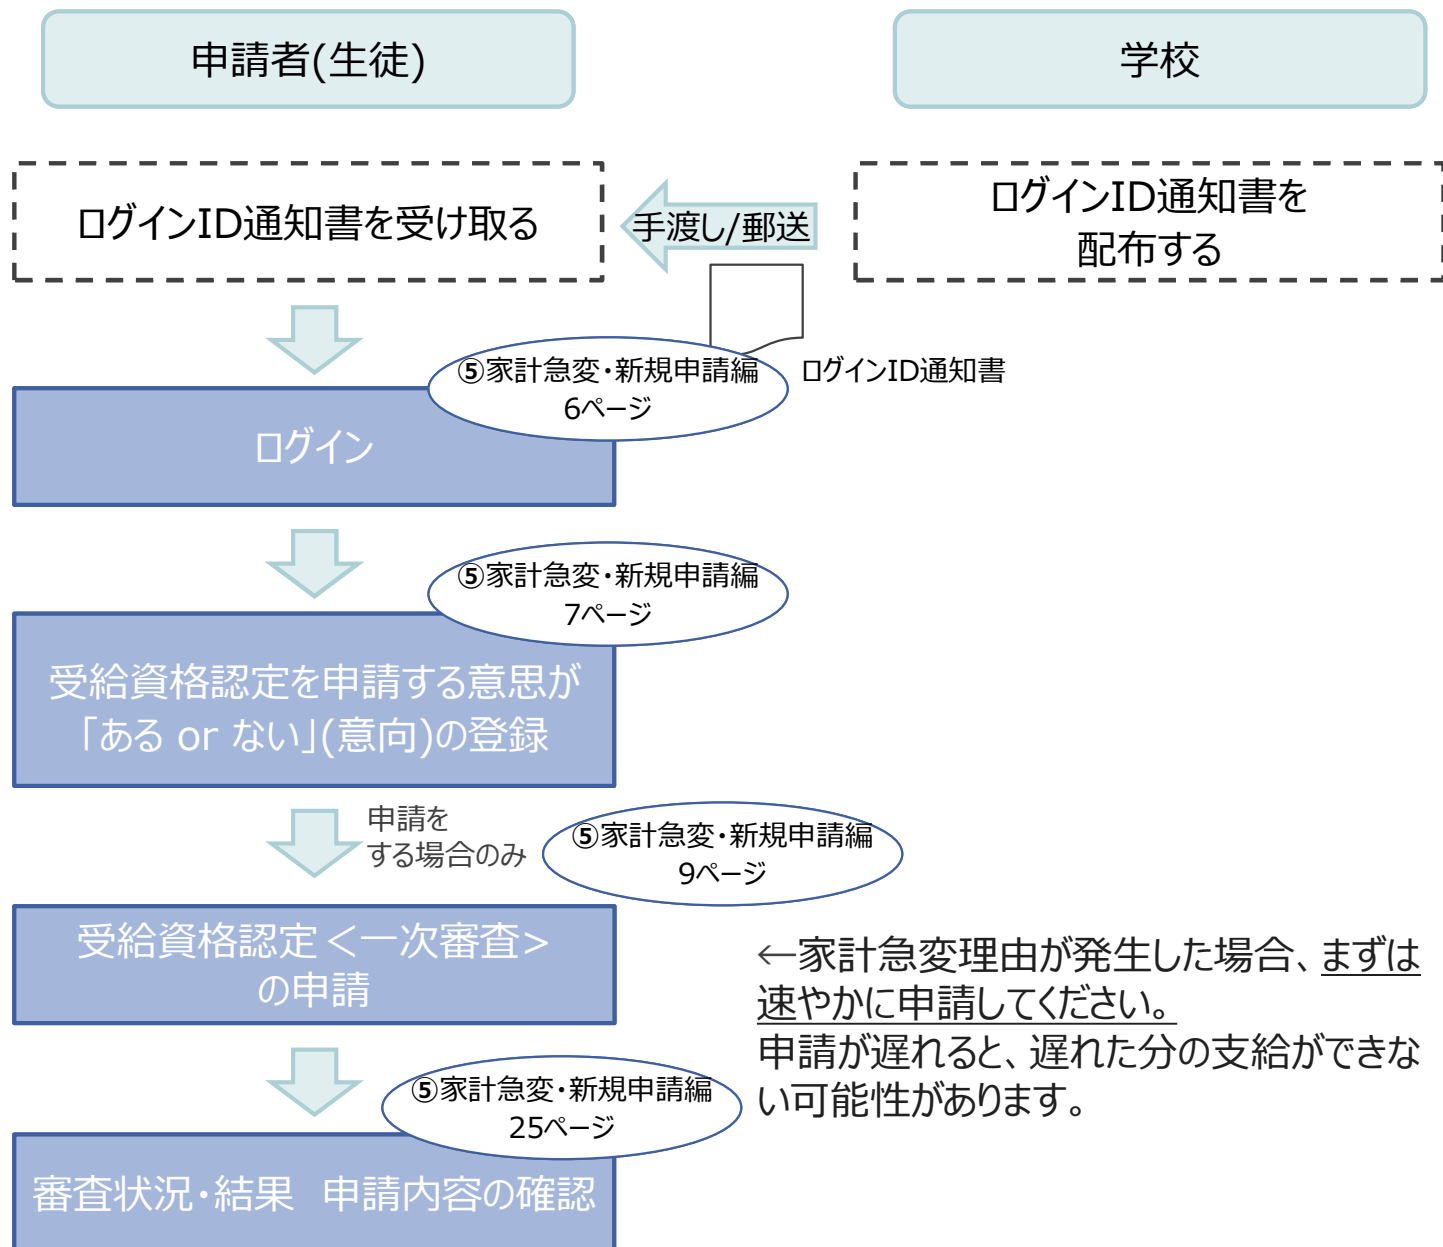 申請者(生徒)
学校
ログインID通知書を受け取る
手渡し/郵送
ログインID通知書を
配布する
ログインID通知書
⑤家計急変・新規申請編
6ページ
ログイン
⑤家計急変・新規申請編
7ページ
受給資格認定を申請する意思が
「ある or ない」(意向)の登録
申請を
する場合のみ
⑤家計急変・新規申請編
9ページ
受給資格認定＜一次審査>
の申請
←家計急変理由が発生した場合、まずは
速やかに申請してください。
申請が遅れると、遅れた分の支給ができな
い可能性があります。
⑤家計急変・新規申請編
25ページ
審査状況・結果　申請内容の確認